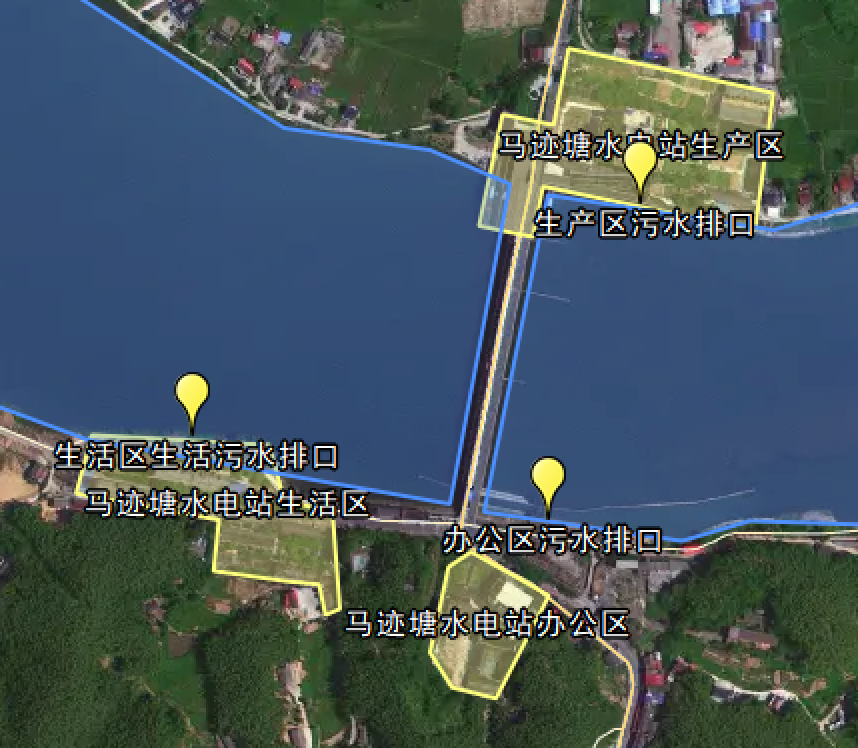 马迹塘水电站生产区
生产区污水排口
生活区生活污水排口
马迹塘水电站生活区
办公区污水排口
马迹塘水电站办公区